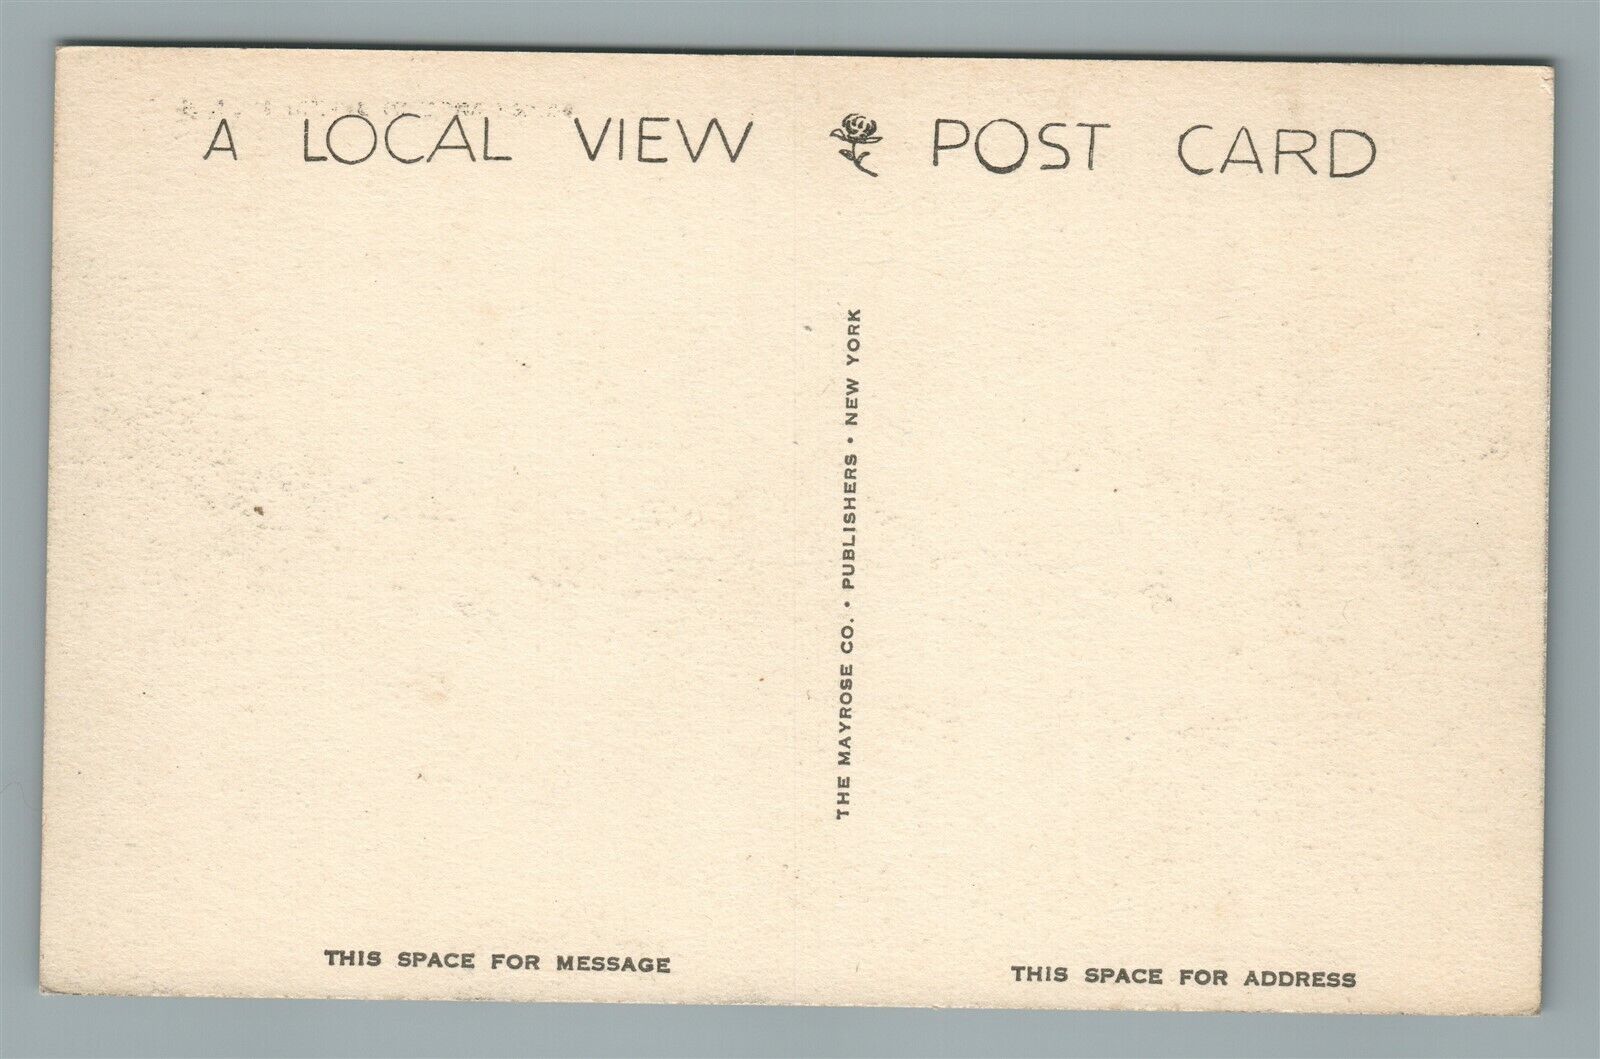 A LOCAL VIEW POST CARD
THE MAYROSE CO. • PUBLISHERS • NEW YORK
THIS SPACE FOR MESSAGE
THIS SPACE FOR ADDRESS